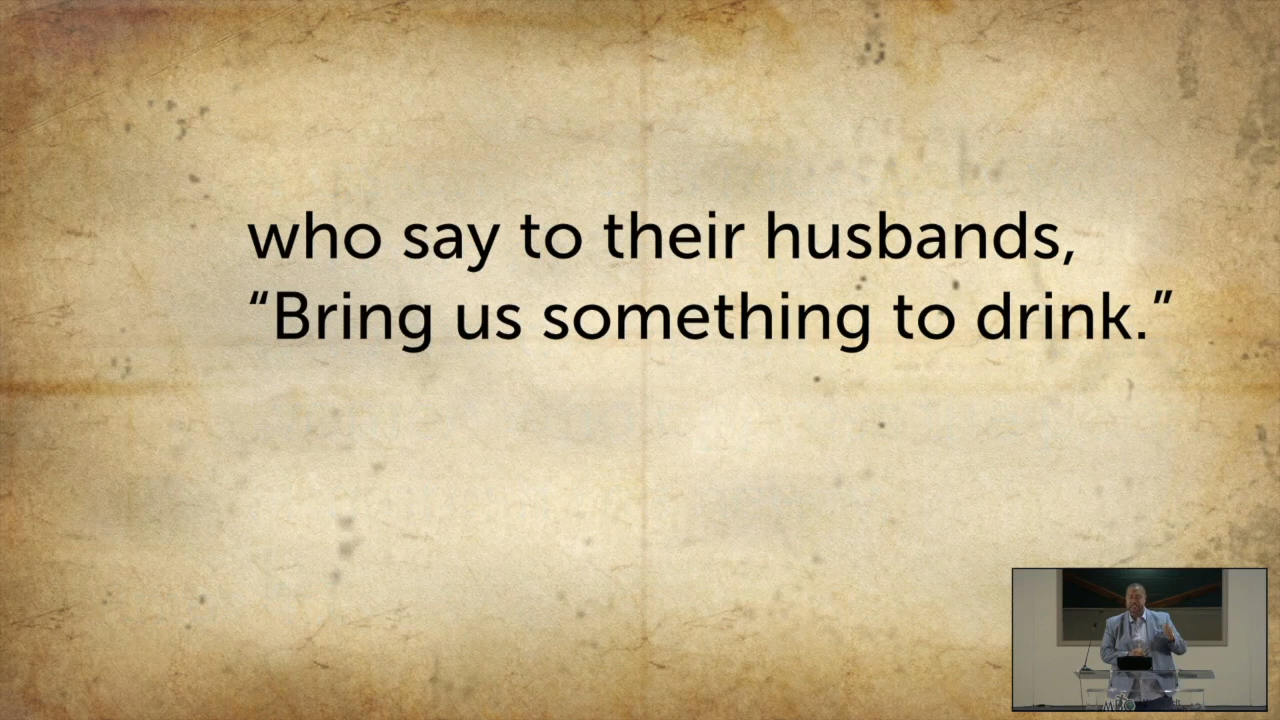 who say to their husbands,
“Bring us something to drink.”